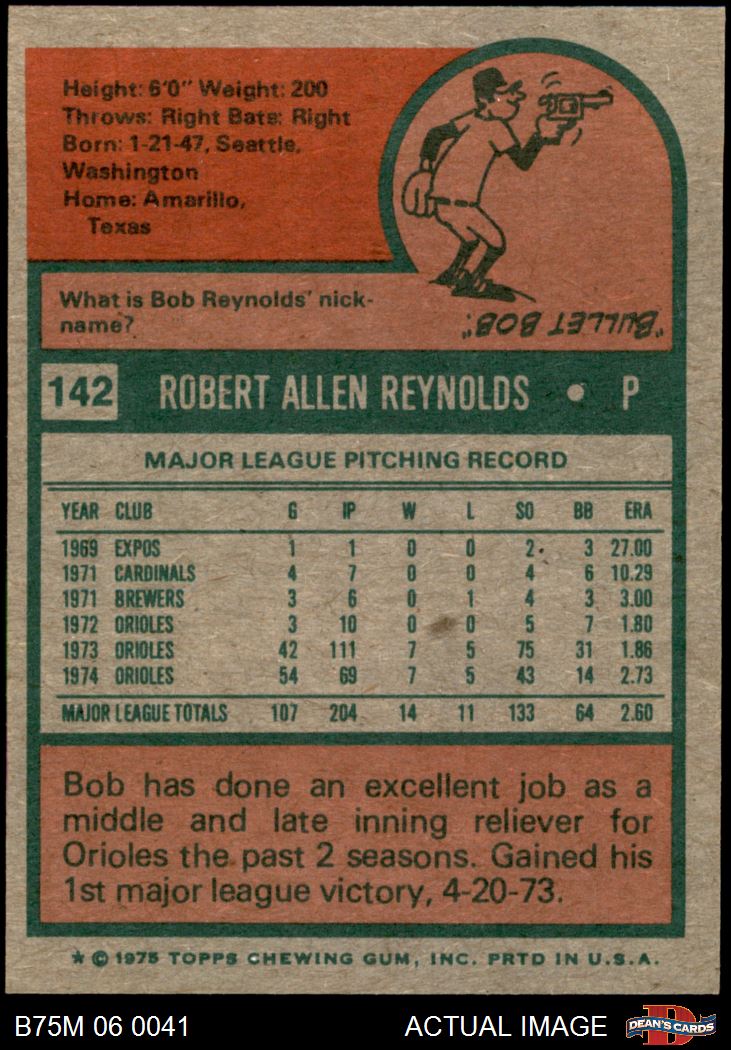 Height: 6'0" Weight: 200
Throws: Right Bats: Right
Born: 1-21-47, Seattle,
Washington
Home: Amarillo,
Texas
What is Bob Reynolds' nick-
name?
"BULLET BOB"
142 ROBERT ALLEN REYNOLDS • P
MAJOR LEAGUE PITCHING RECORD
YEAR CLUB G IP W L SO BB ERA
1969 EXPOS 1 1 0 0 2 3 27.00
1971 CARDINALS 4 7 0 0 4 6 10.29
1971 BREWERS 3 6 0 1 4 3 3.00
1972 ORIOLES 3 10 0 0 5 7 1.80
1973 ORIOLES 42 111 7 5 75 31 1.86
1974 ORIOLES 54 69 7 5 43 14 2.73
MAJOR LEAGUE TOTALS 107 204 14 11 133 64 2.60
Bob has done an excellent job as a
middle and late inning reliever for
Orioles the past 2 seasons. Gained his
1st major league victory, 4-20-73.
* © 1975 TOPPS CHEWING GUM, INC. PRTD IN U.S.A.
B75M 06 0041 ACTUAL IMAGE D DEAN'S CARDS